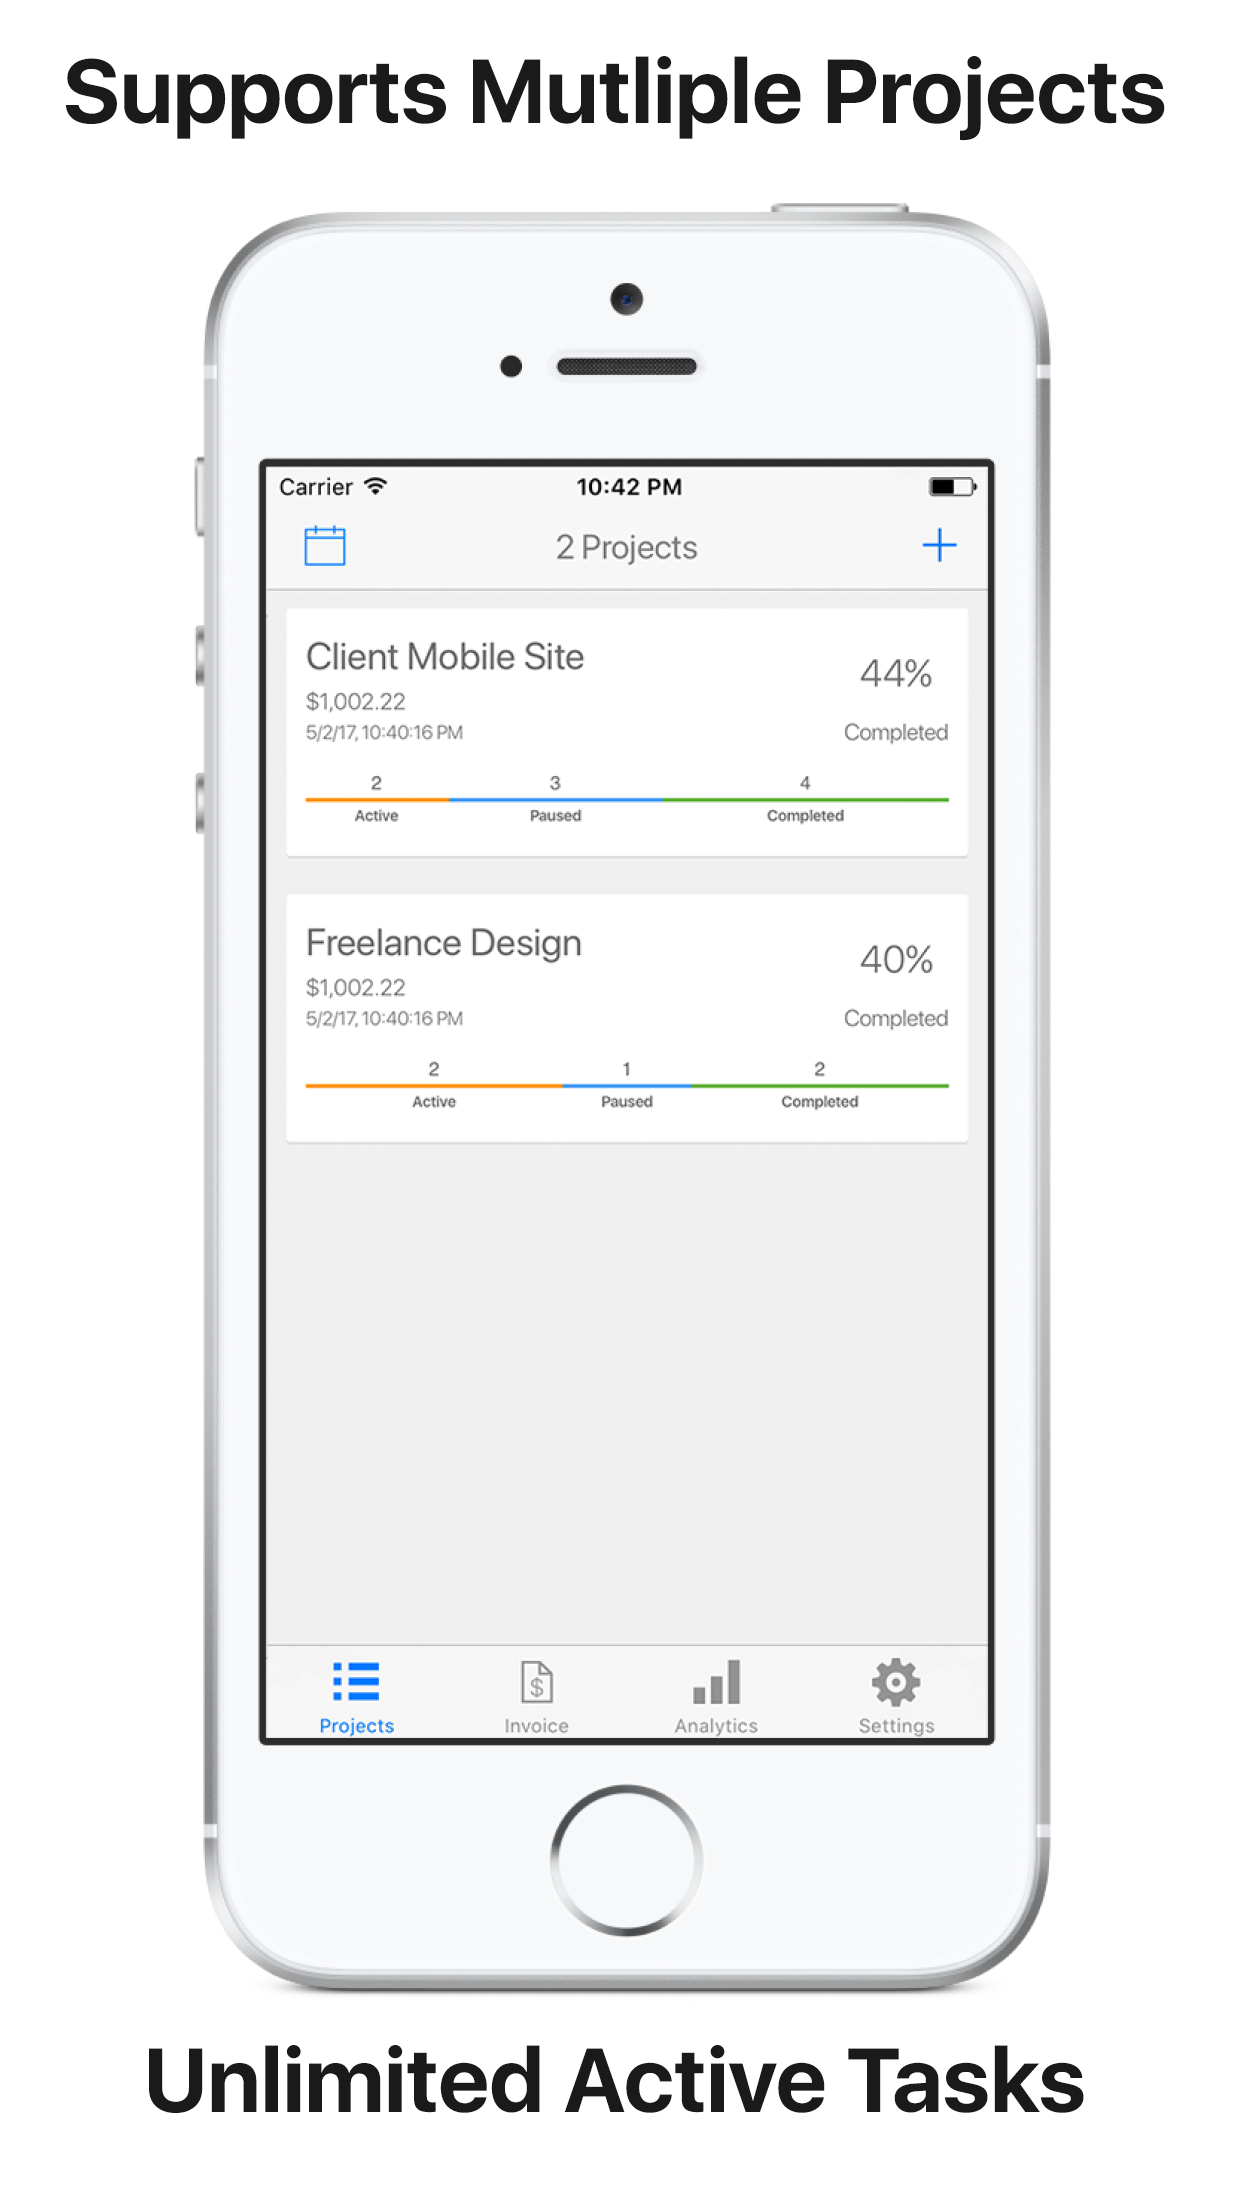 Supports Mutliple Projects
Carrier 10:42 PM
2 Projects
Client Mobile Site
44%
$1,002.22
5/2/17, 10:40:16 PM
Completed
2 3 4
Active Paused Completed
Freelance Design
40%
$1,002.22
5/2/17, 10:40:16 PM
Completed
2 1 2
Active Paused Completed
$
Projects Invoice Analytics Settings
Unlimited Active Tasks